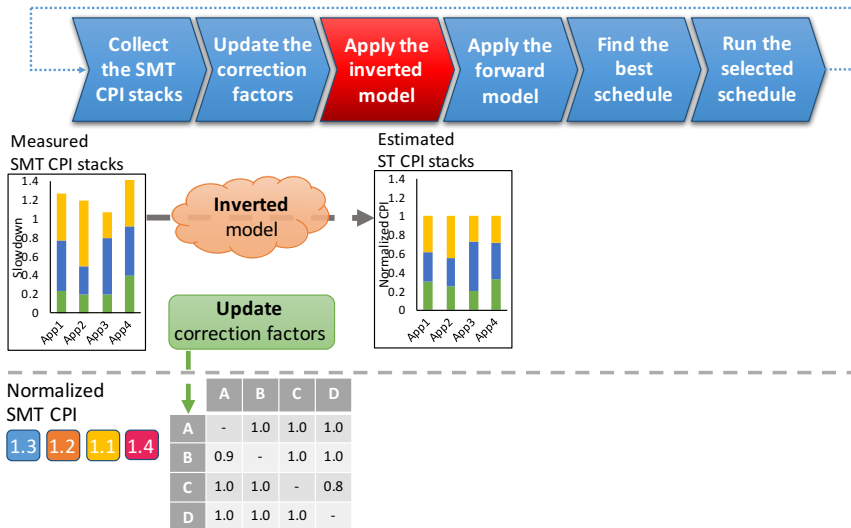 Collect the SMT CPI stacks
Update the correction factors
Apply the inverted model
Apply the forward model
Find the best schedule
Run the selected schedule
Measured
SMT CPI stacks
Slowdown
1.4
1.2
1
0.8
0.6
0.4
0.2
0
App1 App2 App3 App4
Inverted
model
Update
correction factors
Estimated
ST CPI stacks
Normalized CPI
1.4
1.2
1
0.8
0.6
0.4
0.2
0
App1 App2 App3 App4
Normalized
SMT CPI
1.3 1.2 1.1 1.4
A B C D
A - 1.0 1.0 1.0
B 0.9 - 1.0 1.0
C 1.0 1.0 - 0.8
D 1.0 1.0 1.0 -